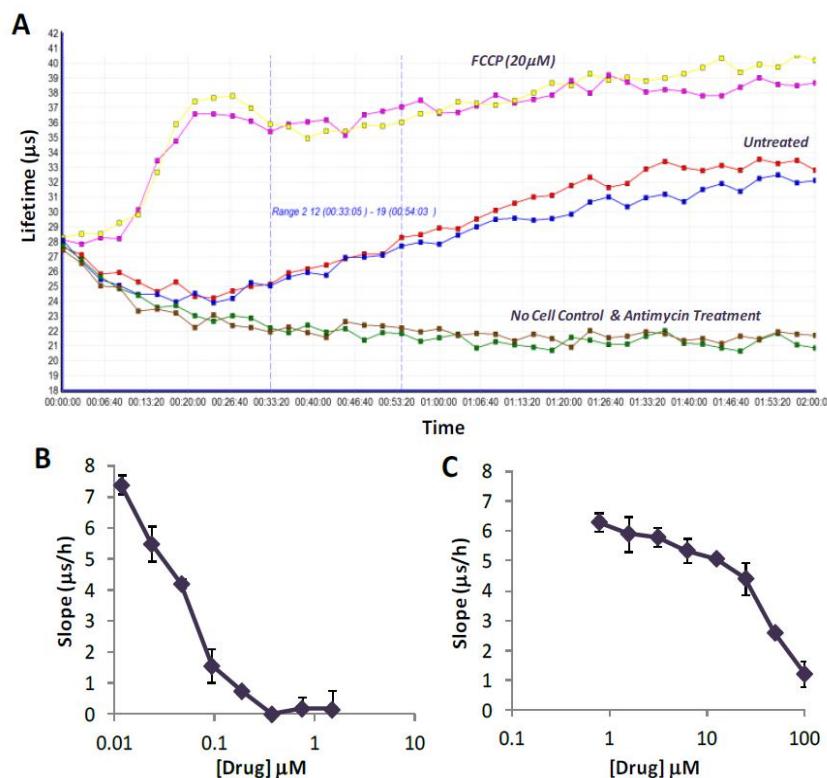 A
42
41
40
39
38
37
36
35
34
33
32
31
30
29
28
27
26
25
24
23
22
21
20
19
18
Lifetime (µs)
FCCP (20µM)
Untreated
Range 2 12 (00:33:05 ) - 19 (00:54:03 )
No Cell Control & Antimycin Treatment
00:00:00 00:06:40 00:13:20 00:20:00 00:26:40 00:33:20 00:40:00 00:46:40 00:53:20 01:00:00 01:06:40 01:13:20 01:20:00 01:26:40 01:33:20 01:40:00 01:46:40 01:53:20 02:00:00
Time
B
8
7
6
5
4
3
2
1
0
Slope (µs/h)
0.01 0.1 1 10
[Drug] µM
C
8
7
6
5
4
3
2
1
0
Slope (µs/h)
0.1 1 10 100
[Drug] µM